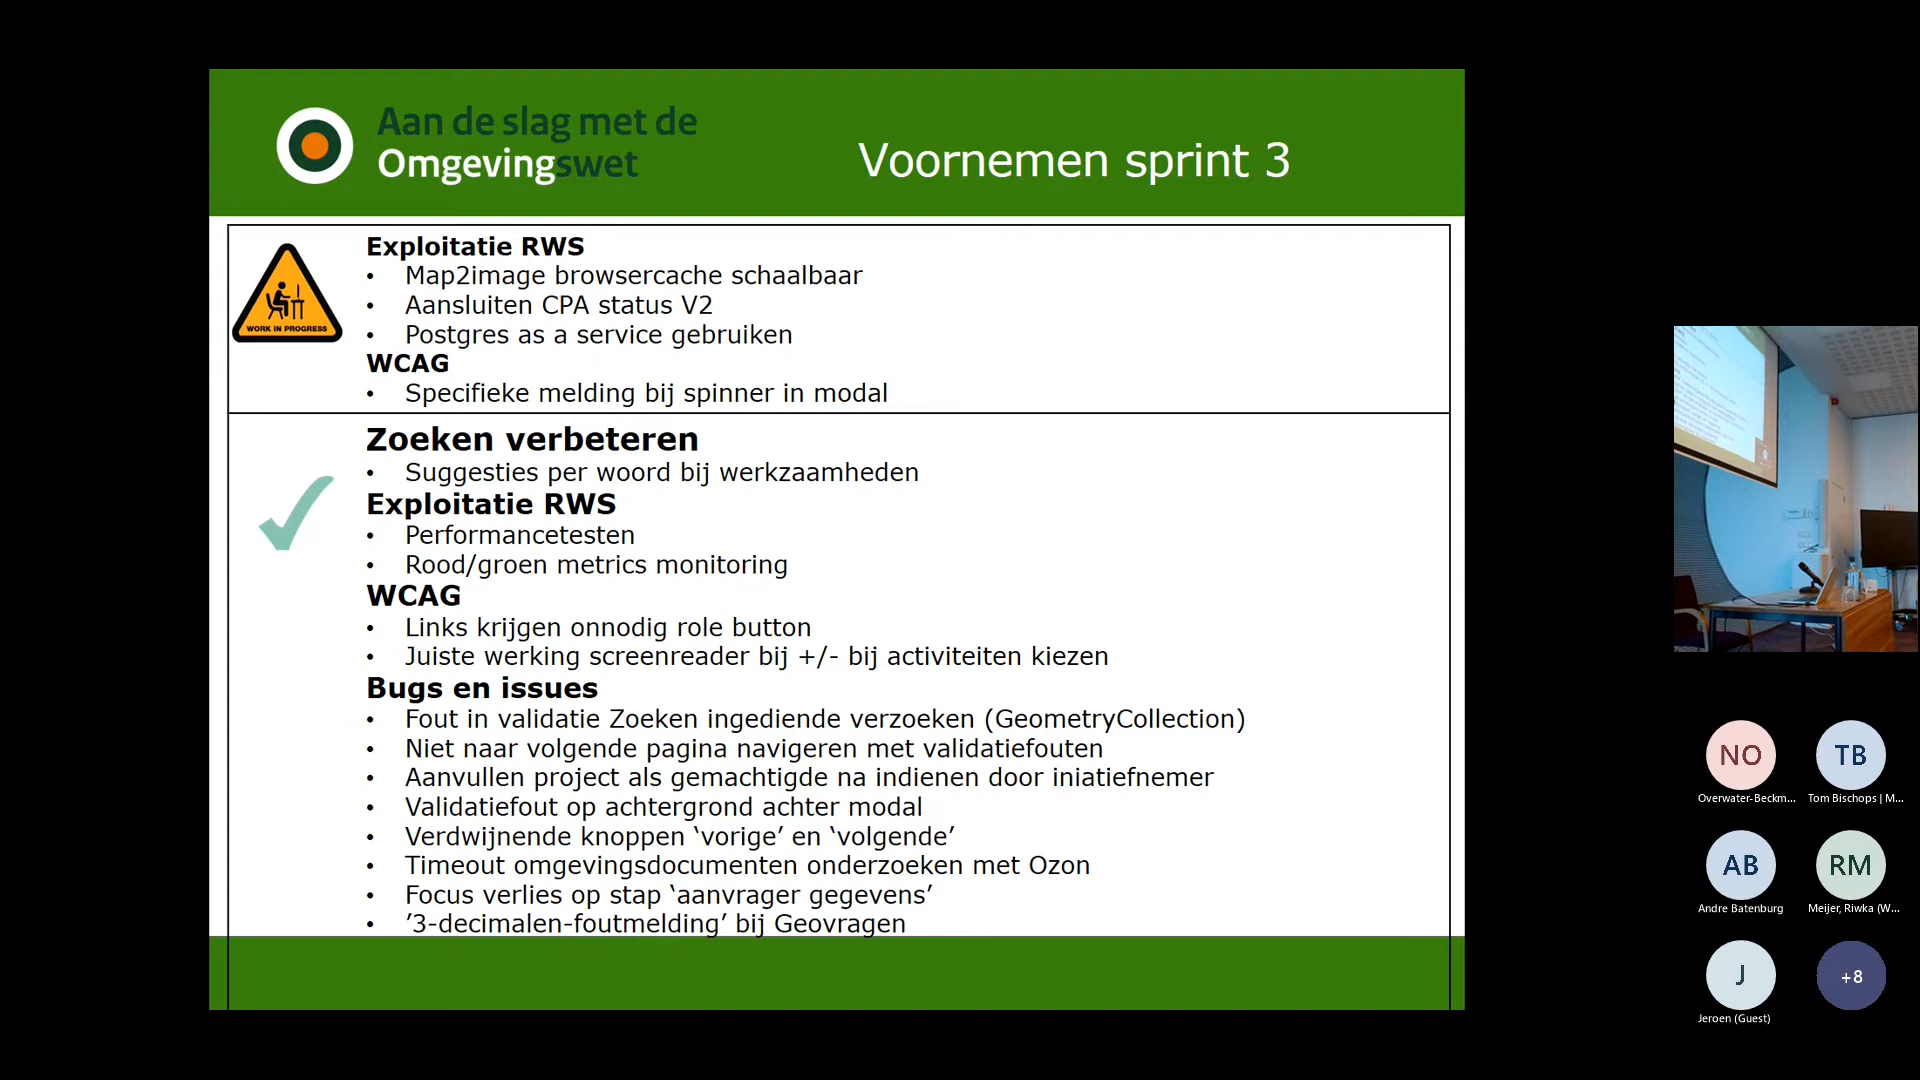 Aan de slag met de
Omgevingswet
Voornemen sprint 3
WORK IN PROGRESS
Exploitatie RWS
• Map2image browsercache schaalbaar
• Aansluiten CPA status V2
• Postgres as a service gebruiken
WCAG
• Specifieke melding bij spinner in modal
Zoeken verbeteren
• Suggesties per woord bij werkzaamheden
Exploitatie RWS
• Performancetesten
• Rood/groen metrics monitoring
WCAG
• Links krijgen onnodig role button
• Juiste werking screenreader bij +/- bij activiteiten kiezen
Bugs en issues
• Fout in validatie Zoeken ingediende verzoeken (GeometryCollection)
• Niet naar volgende pagina navigeren met validatiefouten
• Aanvullen project als gemachtigde na indienen door iniatiefnemer
• Validatiefout op achtergrond achter modal
• Verdwijnende knoppen ‘vorige’ en ‘volgende’
• Timeout omgevingsdocumenten onderzoeken met Ozon
• Focus verlies op stap ‘aanvrager gegevens’
• ’3-decimalen-foutmelding’ bij Geovragen
NO TB
Overwater-Beckm... Tom Bischops | M...
AB RM
Andre Batenburg Meijer, Riwka (W...
J +8
Jeroen (Guest)